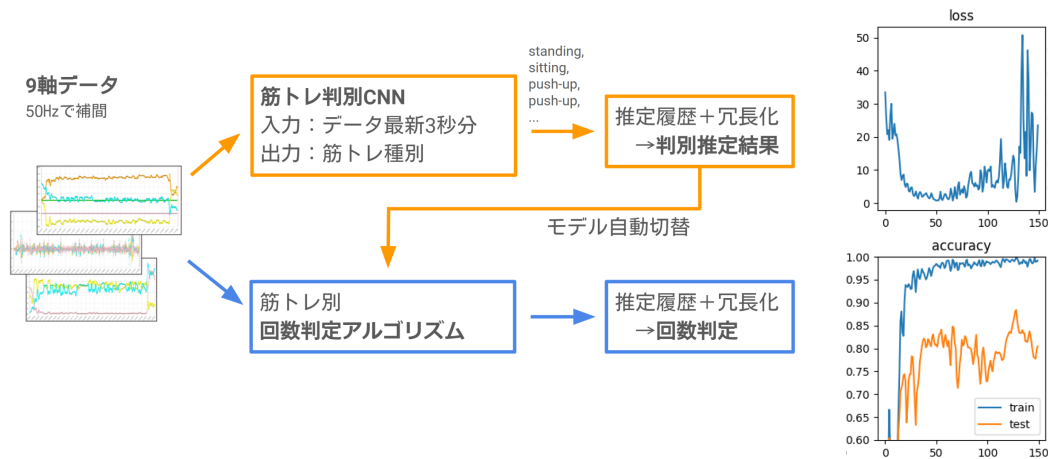 9軸データ
50Hzで補間
筋トレ判別CNN
入力：データ最新3秒分
出力：筋トレ種別
standing,
sitting,
push-up,
push-up,
...
推定履歴＋冗長化
→判別推定結果
モデル自動切替
筋トレ別
回数判定アルゴリズム
推定履歴＋冗長化
→回数判定
loss
50
40
30
20
10
0
0 50 100 150
accuracy
1.00
0.95
0.90
0.85
0.80
0.75
0.70
0.65
0.60
train
test
0 50 100 150